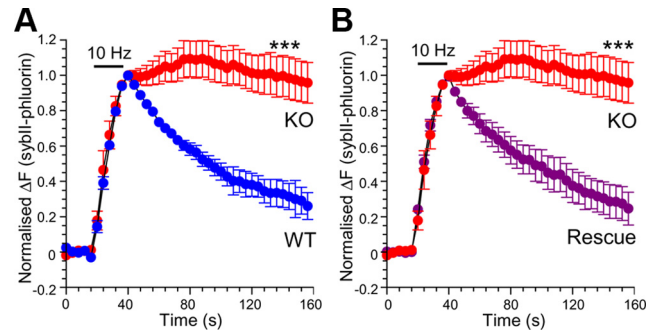 A
Normalised ΔF (sybII-phluorin)
1.2
1.0
0.8
0.6
0.4
0.2
0
-0.2
10 Hz
***
KO
WT
0 40 80 120 160
Time (s)
B
Normalised ΔF (sybII-phluorin)
1.2
1.0
0.8
0.6
0.4
0.2
0
-0.2
10 Hz
***
KO
Rescue
0 40 80 120 160
Time (s)